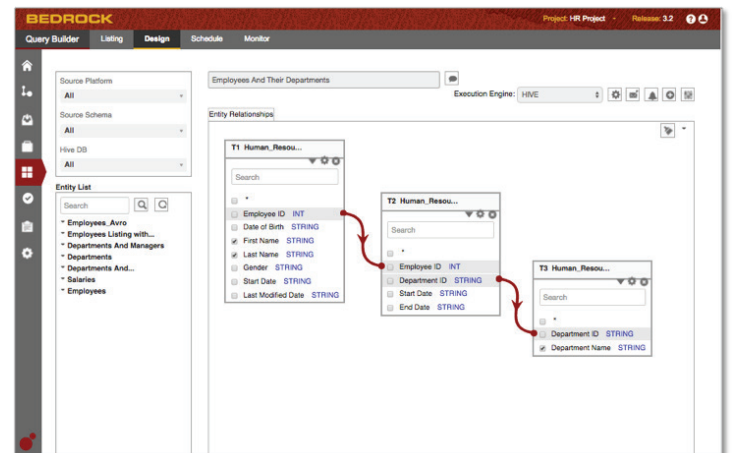 BEDROCK
Project: HR Project
Release: 3.2
Query Builder
Listing
Design
Schedule
Monitor
Source Platform
All
Source Schema
All
Hive DB
All
Entity List
Search
Employees_Avro
Employees Listing with...
Departments And Managers
Departments
Departments And...
Salaries
Employees
Employees And Their Departments
Execution Engine: HIVE
Entity Relationships
T1 Human_Resou...
Search
*
Employee ID INT
Date of Birth STRING
First Name STRING
Last Name STRING
Gender STRING
Start Date STRING
Last Modified Date STRING
T2 Human_Resou...
Search
*
Employee ID INT
Department ID STRING
Start Date STRING
End Date STRING
T3 Human_Resou...
Search
*
Department ID STRING
Department Name STRING